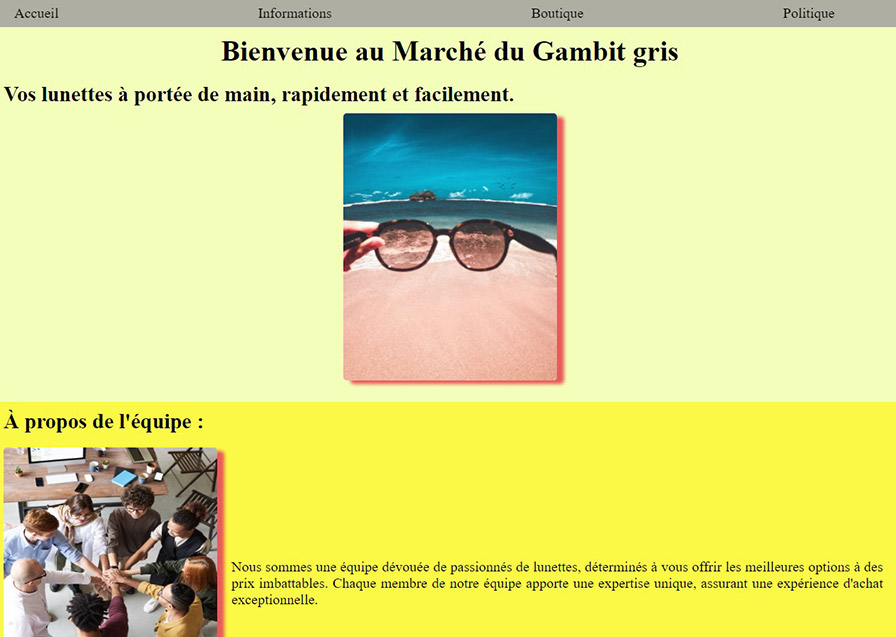 Accueil Informations Boutique Politique
Bienvenue au Marché du Gambit gris
Vos lunettes à portée de main, rapidement et facilement.
À propos de l'équipe :
Nous sommes une équipe dévouée de passionnés de lunettes, déterminés à vous offrir les meilleures options à des
prix imbattables. Chaque membre de notre équipe apporte une expertise unique, assurant une expérience d'achat
exceptionnelle.